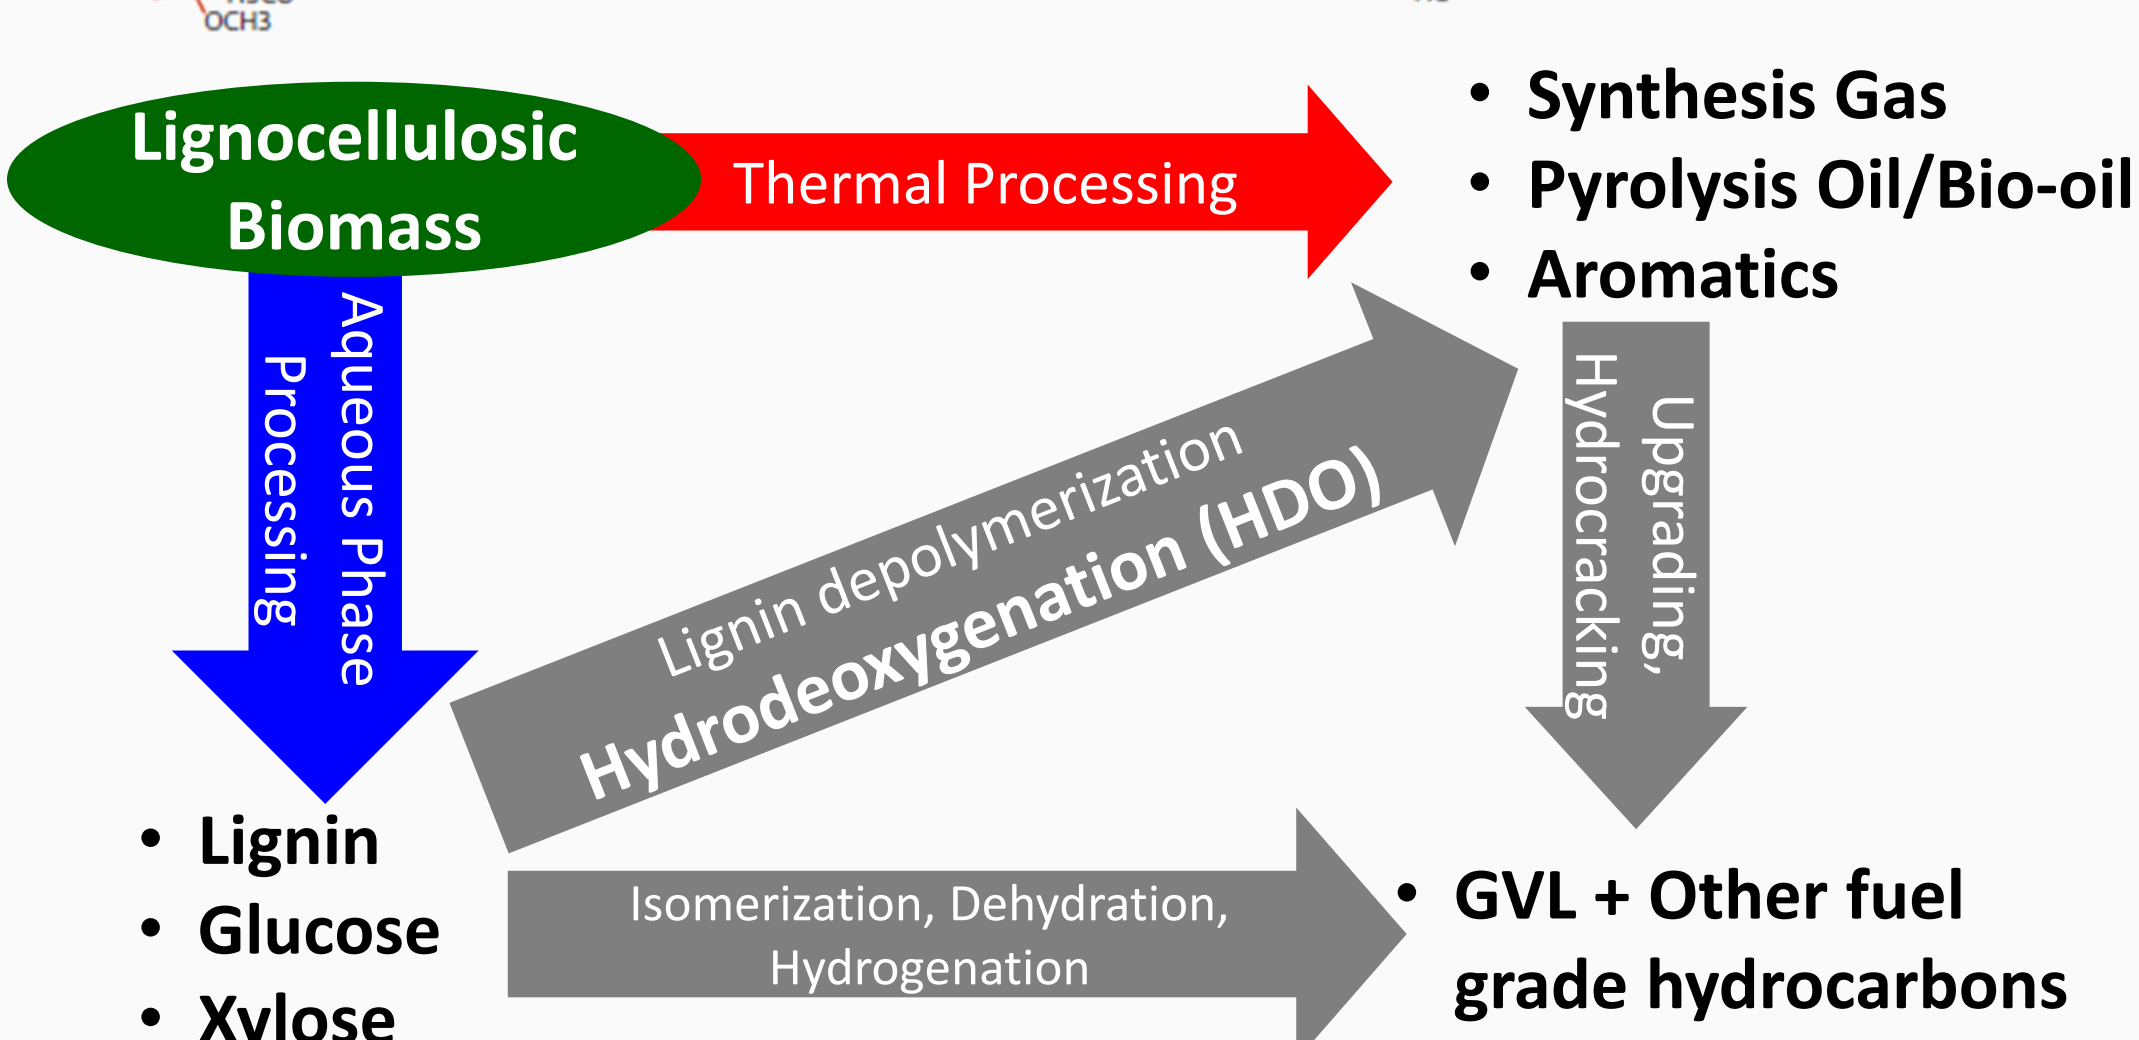 OCH3
Lignocellulosic
Biomass
Thermal Processing
• Synthesis Gas
• Pyrolysis Oil/Bio-oil
• Aromatics
Aqueous Phase
Processing
Lignin depolymerization
Hydrodeoxygenation (HDO)
Upgrading,
Hydrocracking
• Lignin
• Glucose
• Xylose
Isomerization, Dehydration,
Hydrogenation
• GVL + Other fuel
grade hydrocarbons